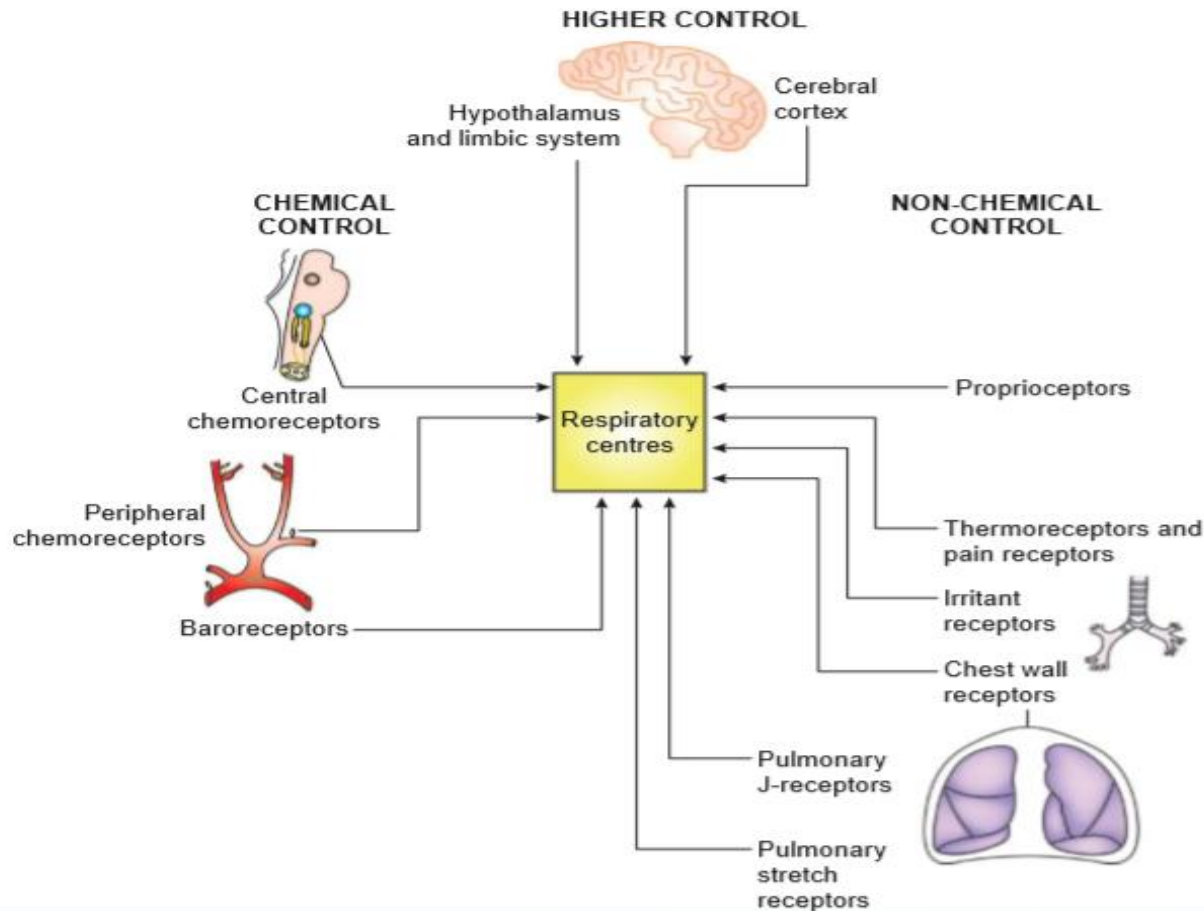 HIGHER CONTROL
Hypothalamus
and limbic system
Cerebral
cortex
CHEMICAL
CONTROL
NON-CHEMICAL
CONTROL
Central
chemoreceptors
Peripheral
chemoreceptors
Baroreceptors
Respiratory
centres
Proprioceptors
Thermoreceptors and
pain receptors
Irritant
receptors
Chest wall
receptors
Pulmonary
J-receptors
Pulmonary
stretch
receptors